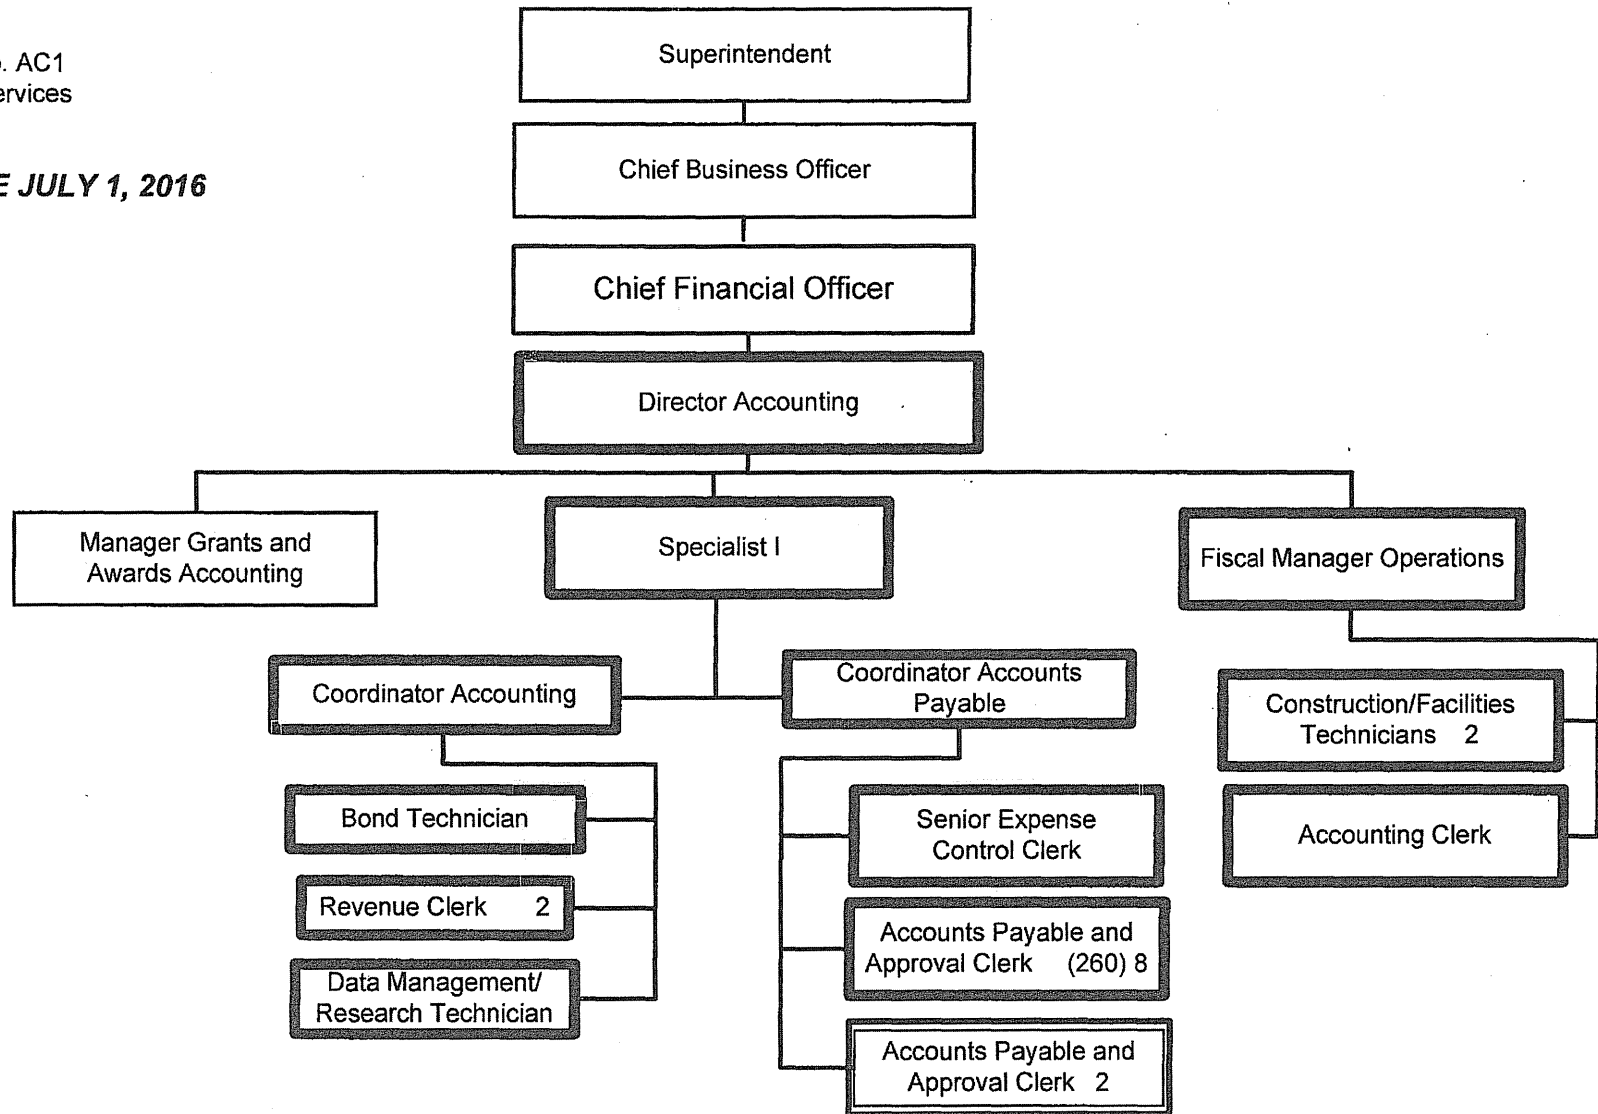 AC1
Superintendent
Chief Business Officer
JULY 1, 2016
Chief Financial Officer
Director Accounting
Manager Grants and
Awards Accounting
Specialist I
Fiscal Manager Operations
Coordinator Accounting
Coordinator Accounts
Payable
Construction/Facilities
Technicians 2
Accounting Clerk
Bond Technician
Revenue Clerk 2
Data Management/
Research Technician
Senior Expense
Control Clerk
Accounts Payable and
Approval Clerk (260) 8
Accounts Payable and
Approval Clerk 2